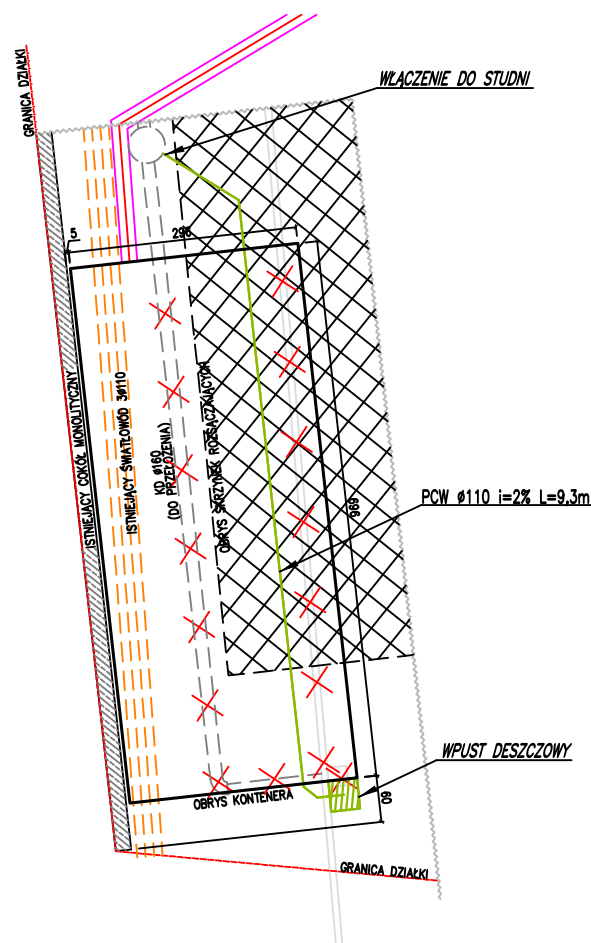 GRANICA DZIAŁKI
WŁĄCZENIE DO STUDNI
5
296
ISTNIEJĄCY COKÓŁ MONOLITYCZNY
ISTNIEJĄCY ŚWIATŁOWÓD 3ø110
KD ø160
(DO PRZEŁOŻENIA)
OBRYS SKRZYNEK ROZSĄCZAJĄCYCH
696
PCW ø110 i=2% L=9,3m
WPUST DESZCZOWY
OBRYS KONTENERA
60
GRANICA DZIAŁKI